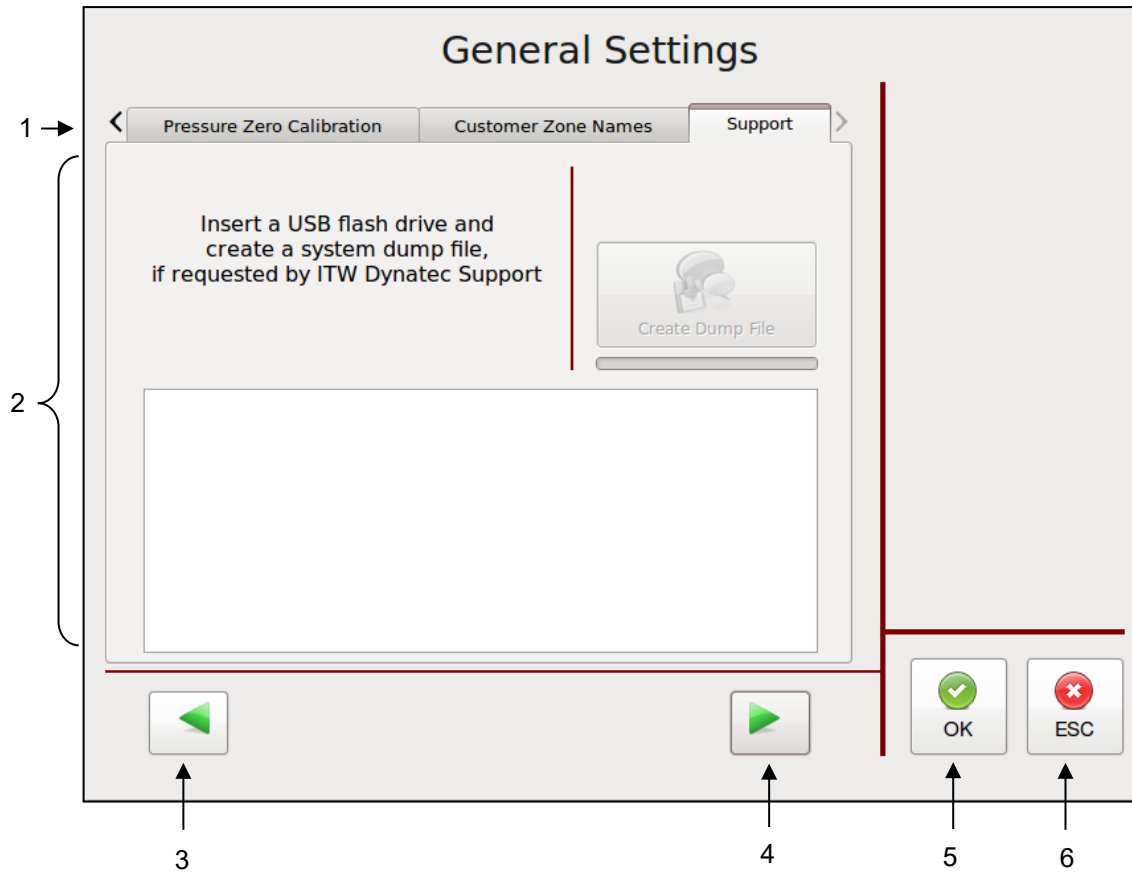 General Settings
1
Pressure Zero Calibration
Customer Zone Names
Support
Insert a USB flash drive and
create a system dump file,
if requested by ITW Dynatec Support
Create Dump File
2
OK
ESC
3
4
5
6